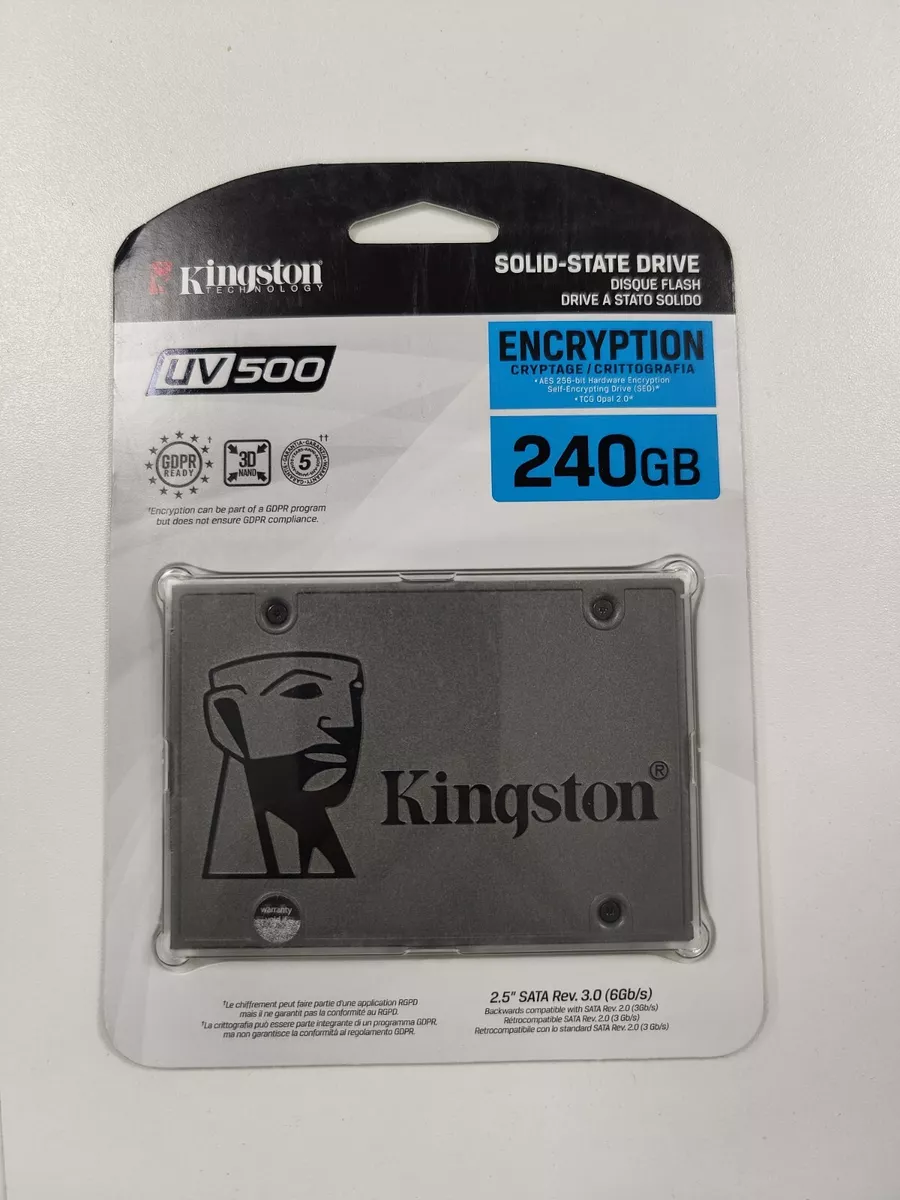 Kingston
TECHNOLOGY
SOLID-STATE DRIVE
DISQUE FLASH
DRIVE A STATO SOLIDO
UV500
ENCRYPTION
CRYPTAGE / CRITTOGRAFIA
• AES 256-bit Hardware Encryption
Self-Encrypting Drive (SED)*
• TCG Opal 2.0*
240GB
GDPR†
READY
3D
NAND
5††
†Encryption can be part of a GDPR program
but does not ensure GDPR compliance.
Kingston®
warranty
void if
†Le chiffrement peut faire partie d'une application RGPD
mais il ne garantit pas la conformité au RGPD.
†La crittografia può essere parte integrante di un programma GDPR,
ma non garantisce la conformità al regolamento GDPR.
2.5" SATA Rev. 3.0 (6Gb/s)
Backwards compatible with SATA Rev. 2.0 (3Gb/s)
Rétrocompatible SATA Rev. 2.0 (3 Gb/s)
Retrocompatibile con lo standard SATA Rev. 2.0 (3 Gb/s)